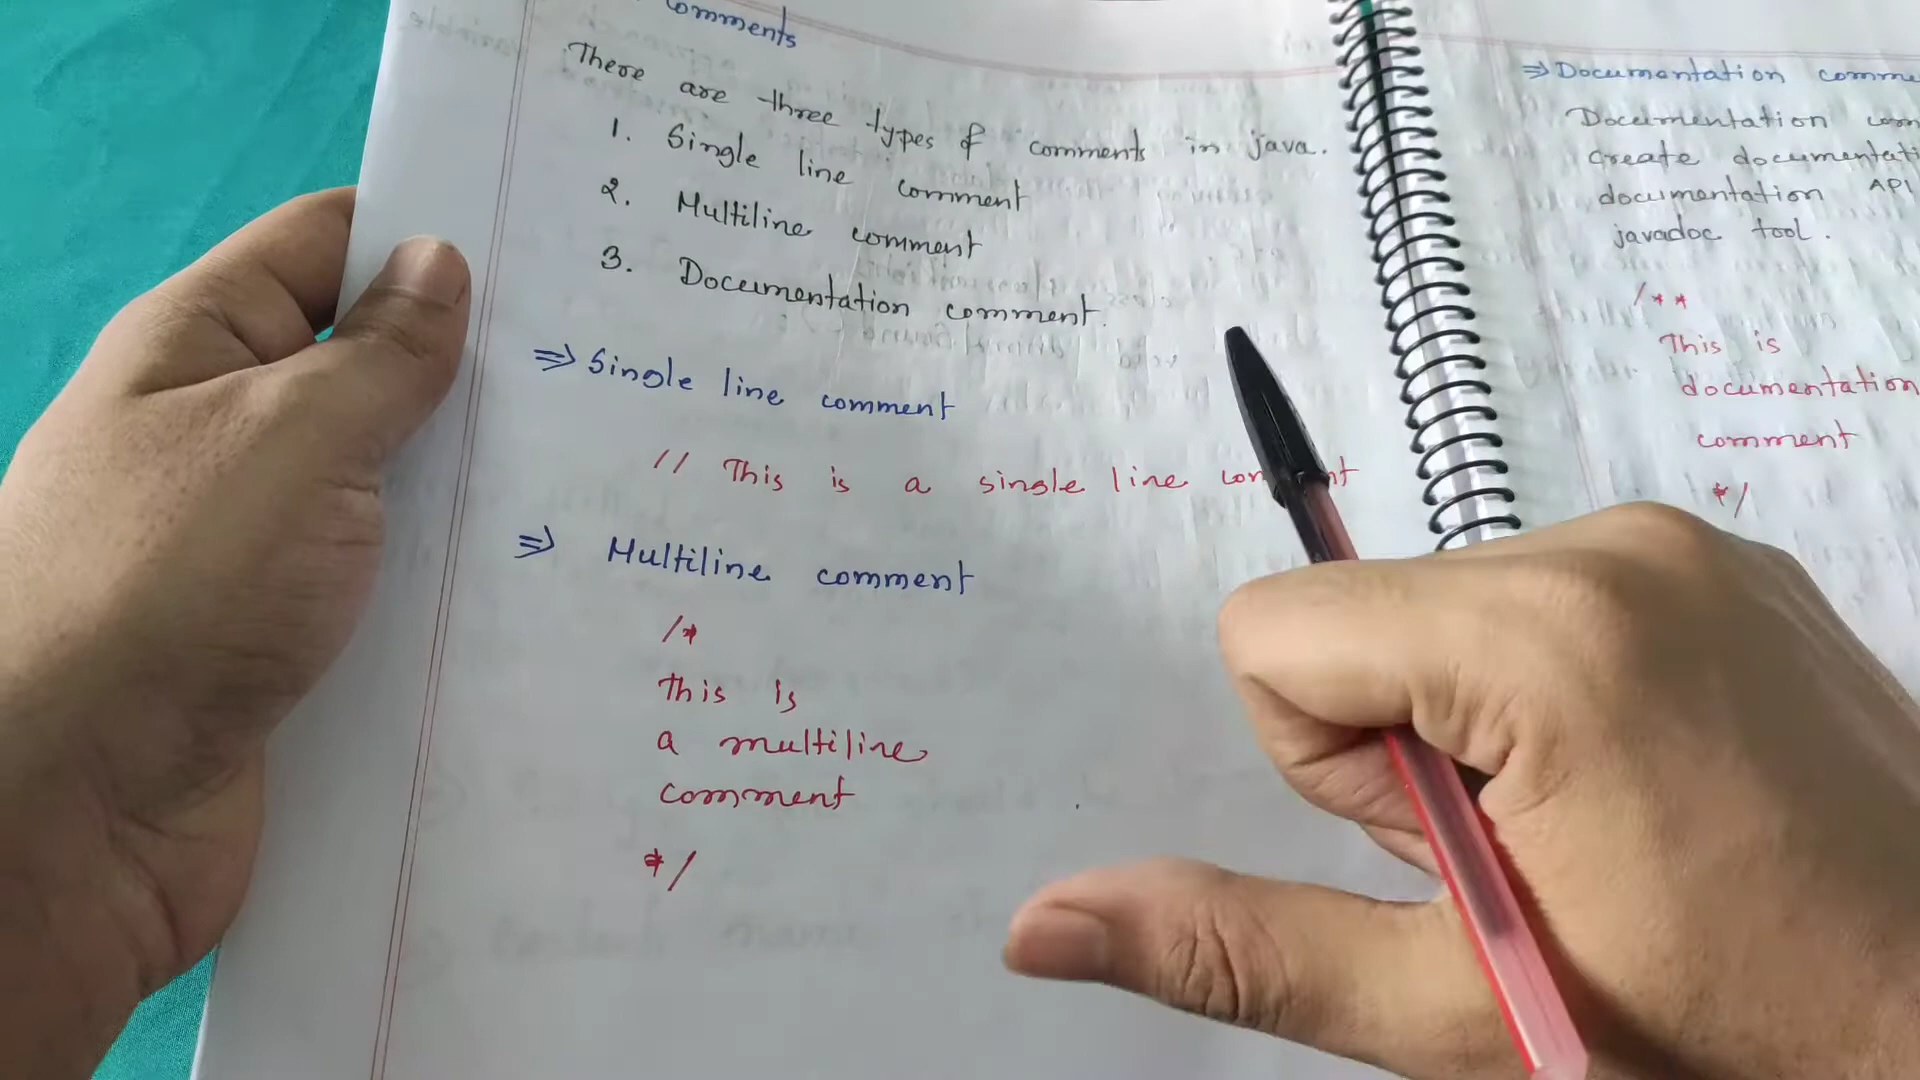 comments
There are three types of comments in java.
1. Single line comment
2. Multiline comment
3. Documentation comment.
⇒ Single line comment
// This is a single line
⇒ Multiline comment
/*
This is
a multiline
comment
*/
⇒ Documentation
Documentation
create
documentation API
javadoc tool.
/**
This is
documentation
comment
*/